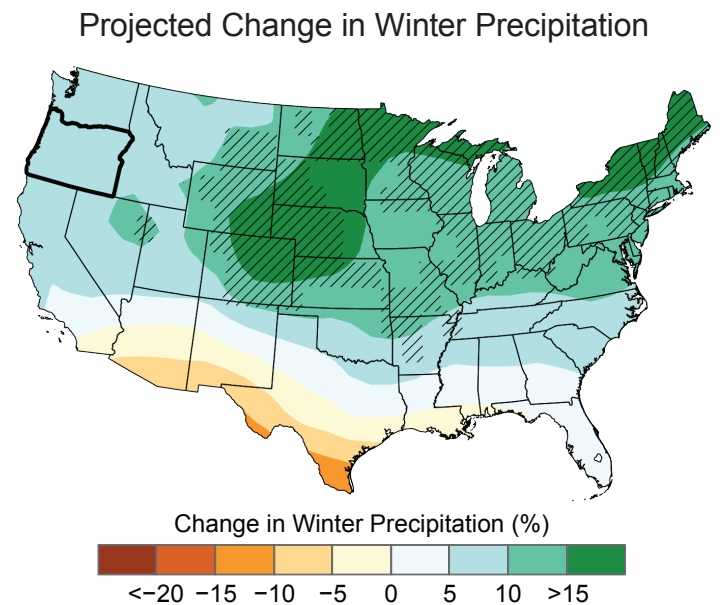 Projected Change in Winter Precipitation
Change in Winter Precipitation (%)
<−20 −15 −10 −5 0 5 10 >15